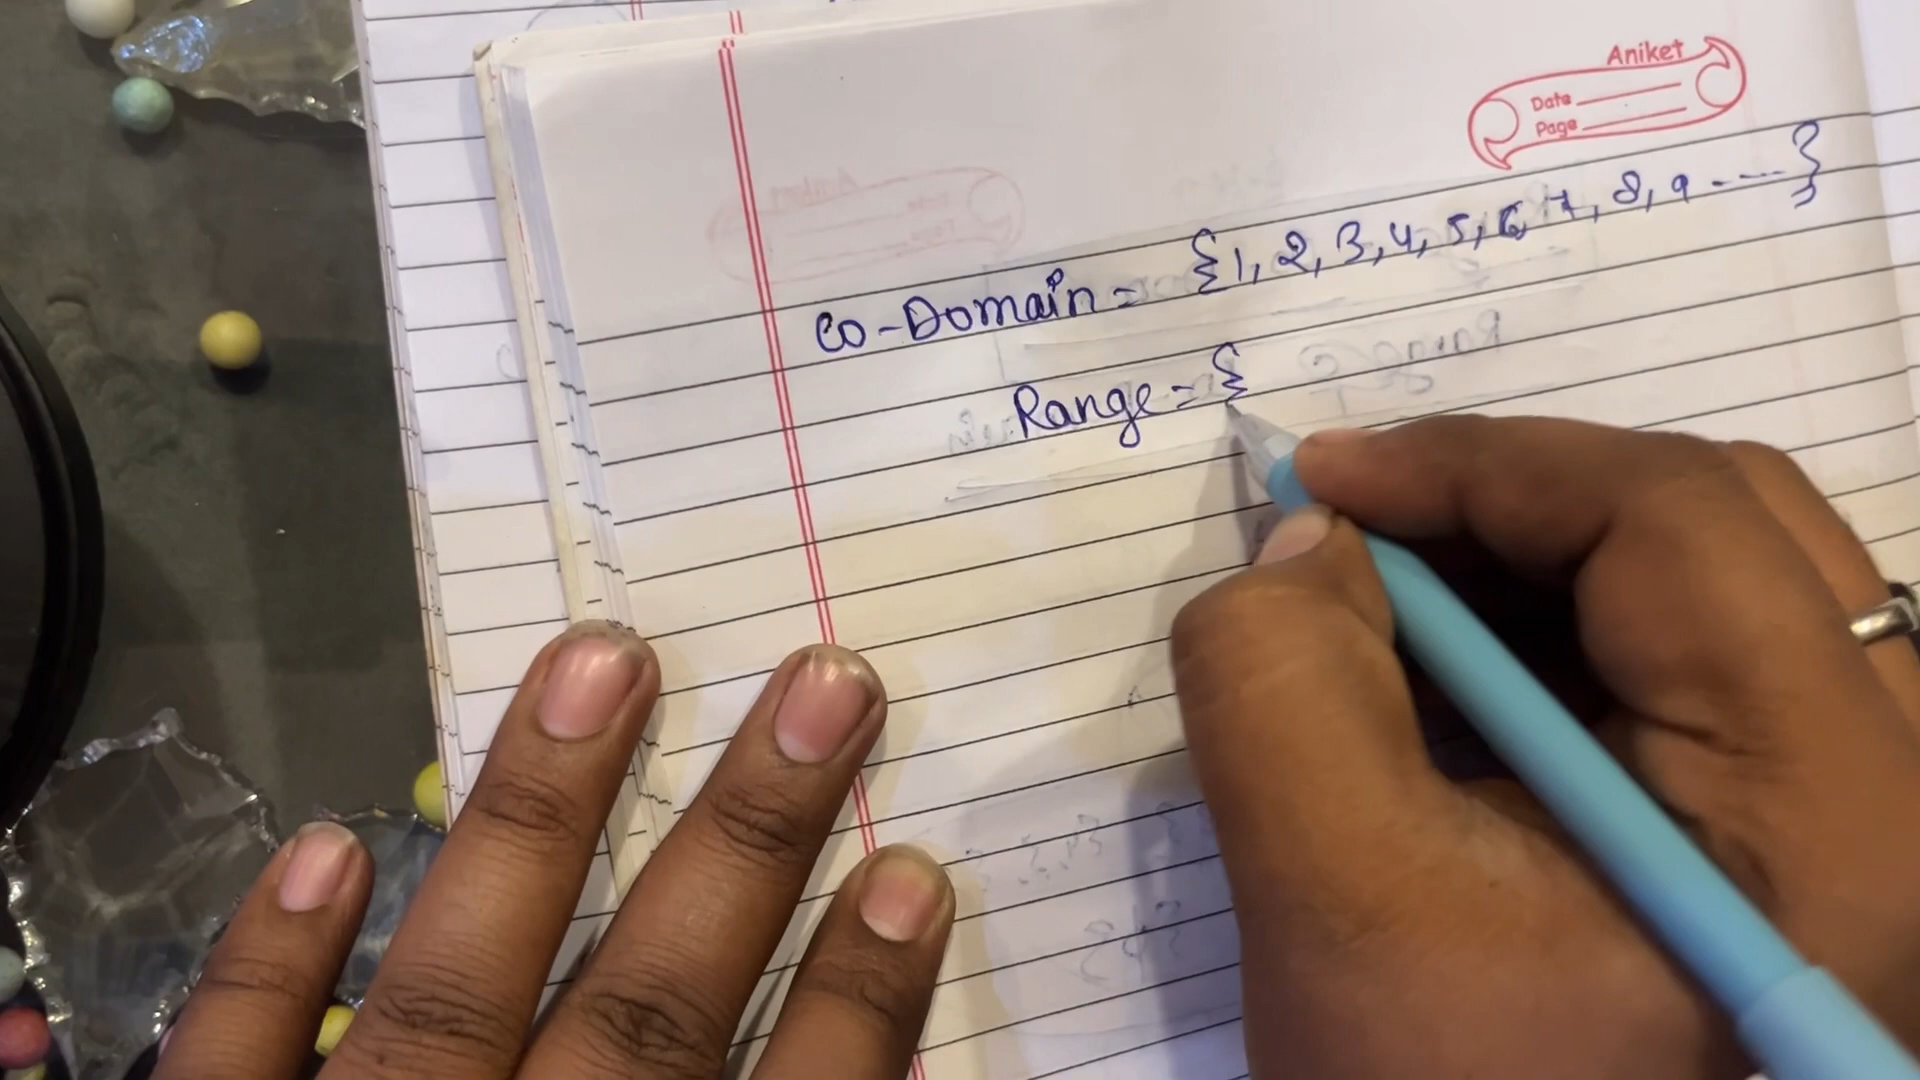 Aniket
Date
Page
Co-Domain = {1, 2, 3, 4, 5, 6, 7, 8, 9 ---- }
Range = {